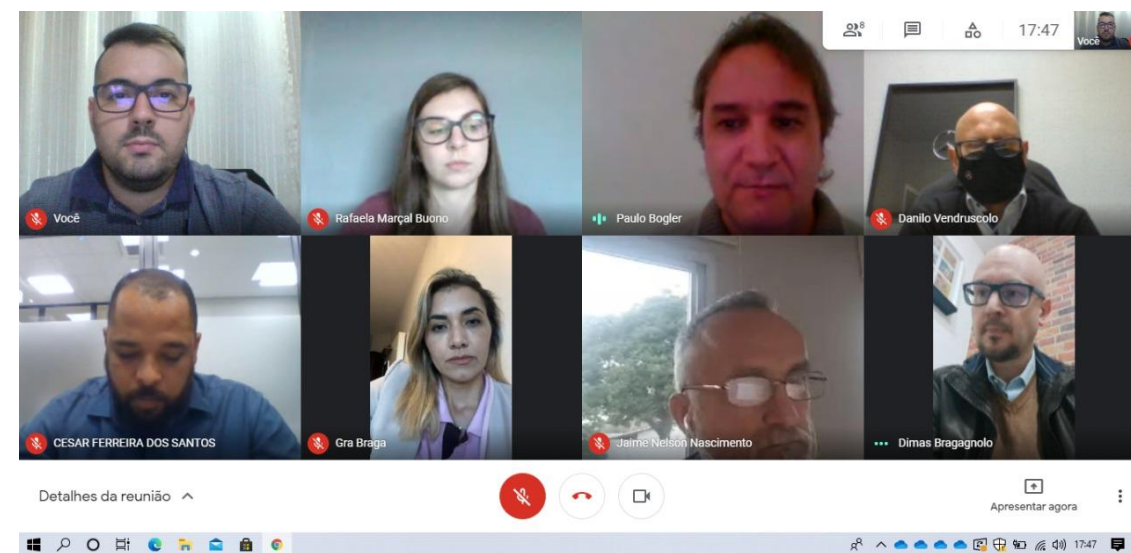 8
17:47
Você
Você
Rafaela Marçal Buono
Paulo Bogler
Danilo Vendruscolo
CESAR FERREIRA DOS SANTOS
Gra Braga
Jaime Nelson Nascimento
Dimas Bragagnolo
Detalhes da reunião
Apresentar agora
17:47